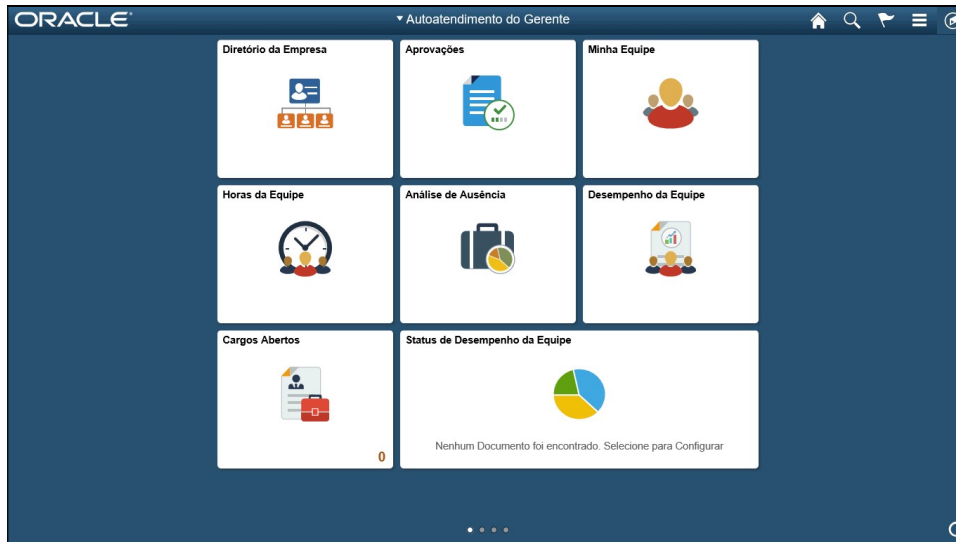 ORACLE
Autoatendimento do Gerente
Diretório da Empresa
Aprovações
Minha Equipe
Horas da Equipe
Análise de Ausência
Desempenho da Equipe
Cargos Abertos
0
Status de Desempenho da Equipe
Nenhum Documento foi encontrado. Selecione para Configurar